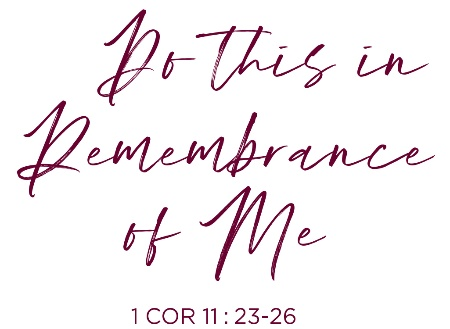 Do this in
Remembrance
of Me
1 COR 11 : 23-26